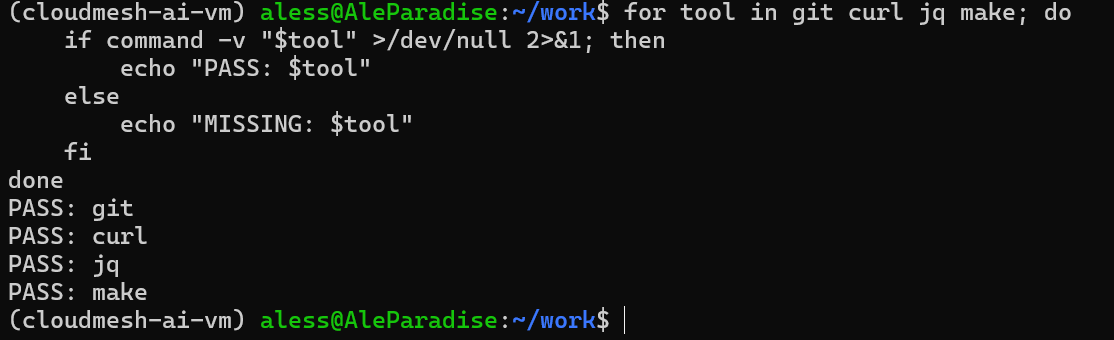 (cloudmesh-ai-vm) aless@AleParadise:~/work$ for tool in git curl jq make; do
    if command -v "$tool" >/dev/null 2>&1; then
        echo "PASS: $tool"
    else
        echo "MISSING: $tool"
    fi
done
PASS: git
PASS: curl
PASS: jq
PASS: make
(cloudmesh-ai-vm) aless@AleParadise:~/work$